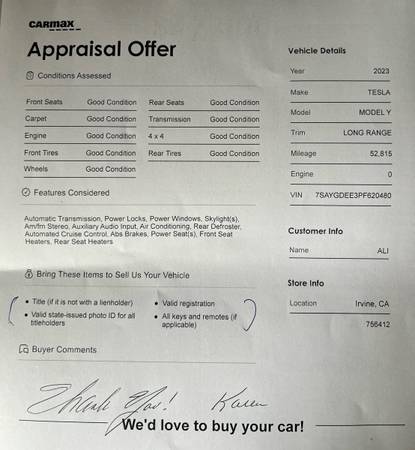 CARMAX
Appraisal Offer
Conditions Assessed
Front Seats Good Condition Rear Seats Good Condition
Carpet Good Condition Transmission Good Condition
Engine Good Condition 4 x 4 Good Condition
Front Tires Good Condition Rear Tires Good Condition
Wheels Good Condition
Features Considered
Automatic Transmission, Power Locks, Power Windows, Skylight(s),
Am/fm Stereo, Auxiliary Audio Input, Air Conditioning, Rear Defroster,
Automated Cruise Control, Abs Brakes, Power Seat(s), Front Seat
Heaters, Rear Seat Heaters
Bring These Items to Sell Us Your Vehicle
• Title (if it is not with a lienholder)
• Valid state-issued photo ID for all
titleholders
• Valid registration
• All keys and remotes (if
applicable)
Buyer Comments
Thank You! Karen
We'd love to buy your car!
Vehicle Details
Year 2023
Make TESLA
Model MODEL Y
Trim LONG RANGE
Mileage 52,815
Engine 0
VIN 7SAYGDEE3PF620480
Customer Info
Name ALI
Store Info
Location Irvine, CA
756412